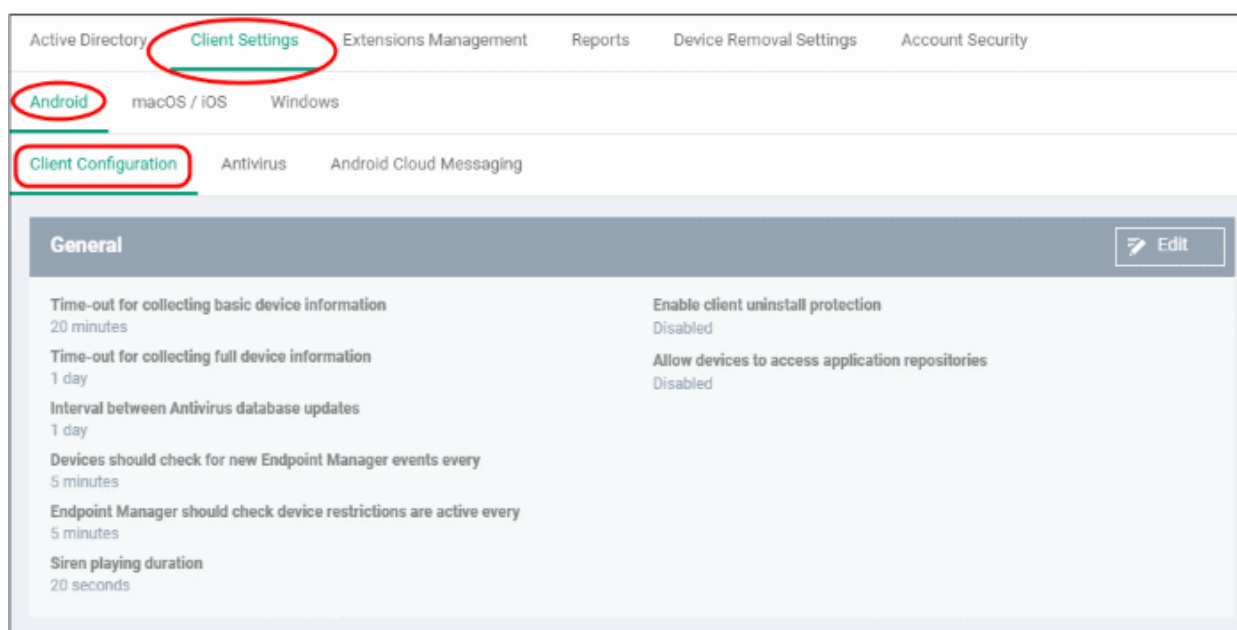 Active Directory Client Settings Extensions Management Reports Device Removal Settings Account Security
Android macOS / iOS Windows
Client Configuration Antivirus Android Cloud Messaging
General Edit
Time-out for collecting basic device information
20 minutes
Time-out for collecting full device information
1 day
Interval between Antivirus database updates
1 day
Devices should check for new Endpoint Manager events every
5 minutes
Endpoint Manager should check device restrictions are active every
5 minutes
Siren playing duration
20 seconds
Enable client uninstall protection
Disabled
Allow devices to access application repositories
Disabled